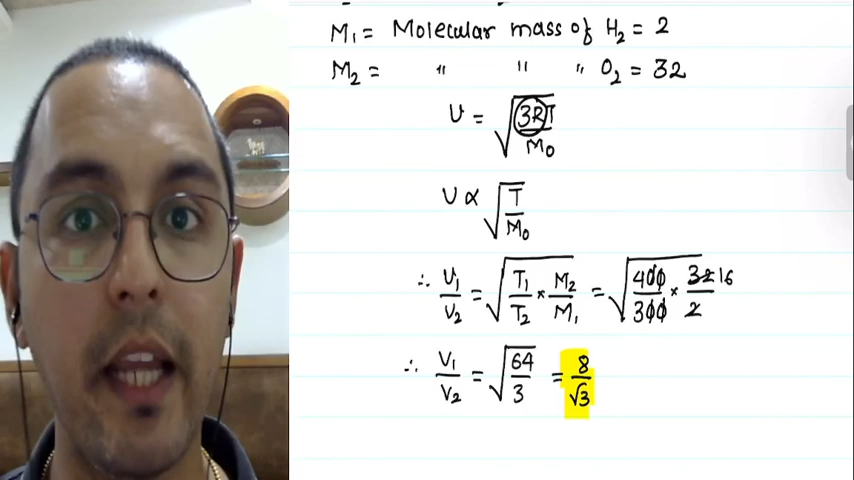 M₁ = Molecular mass of H₂ = 2
M₂ = " " " O₂ = 32
U = √(3RT/M₀)
U ∝ √(T/M₀)
∴ U₁/V₂ = √(T₁/T₂ × M₂/M₁) = √(400/300 × 32/2) 16
∴ V₁/V₂ = √(64/3) = 8/√3